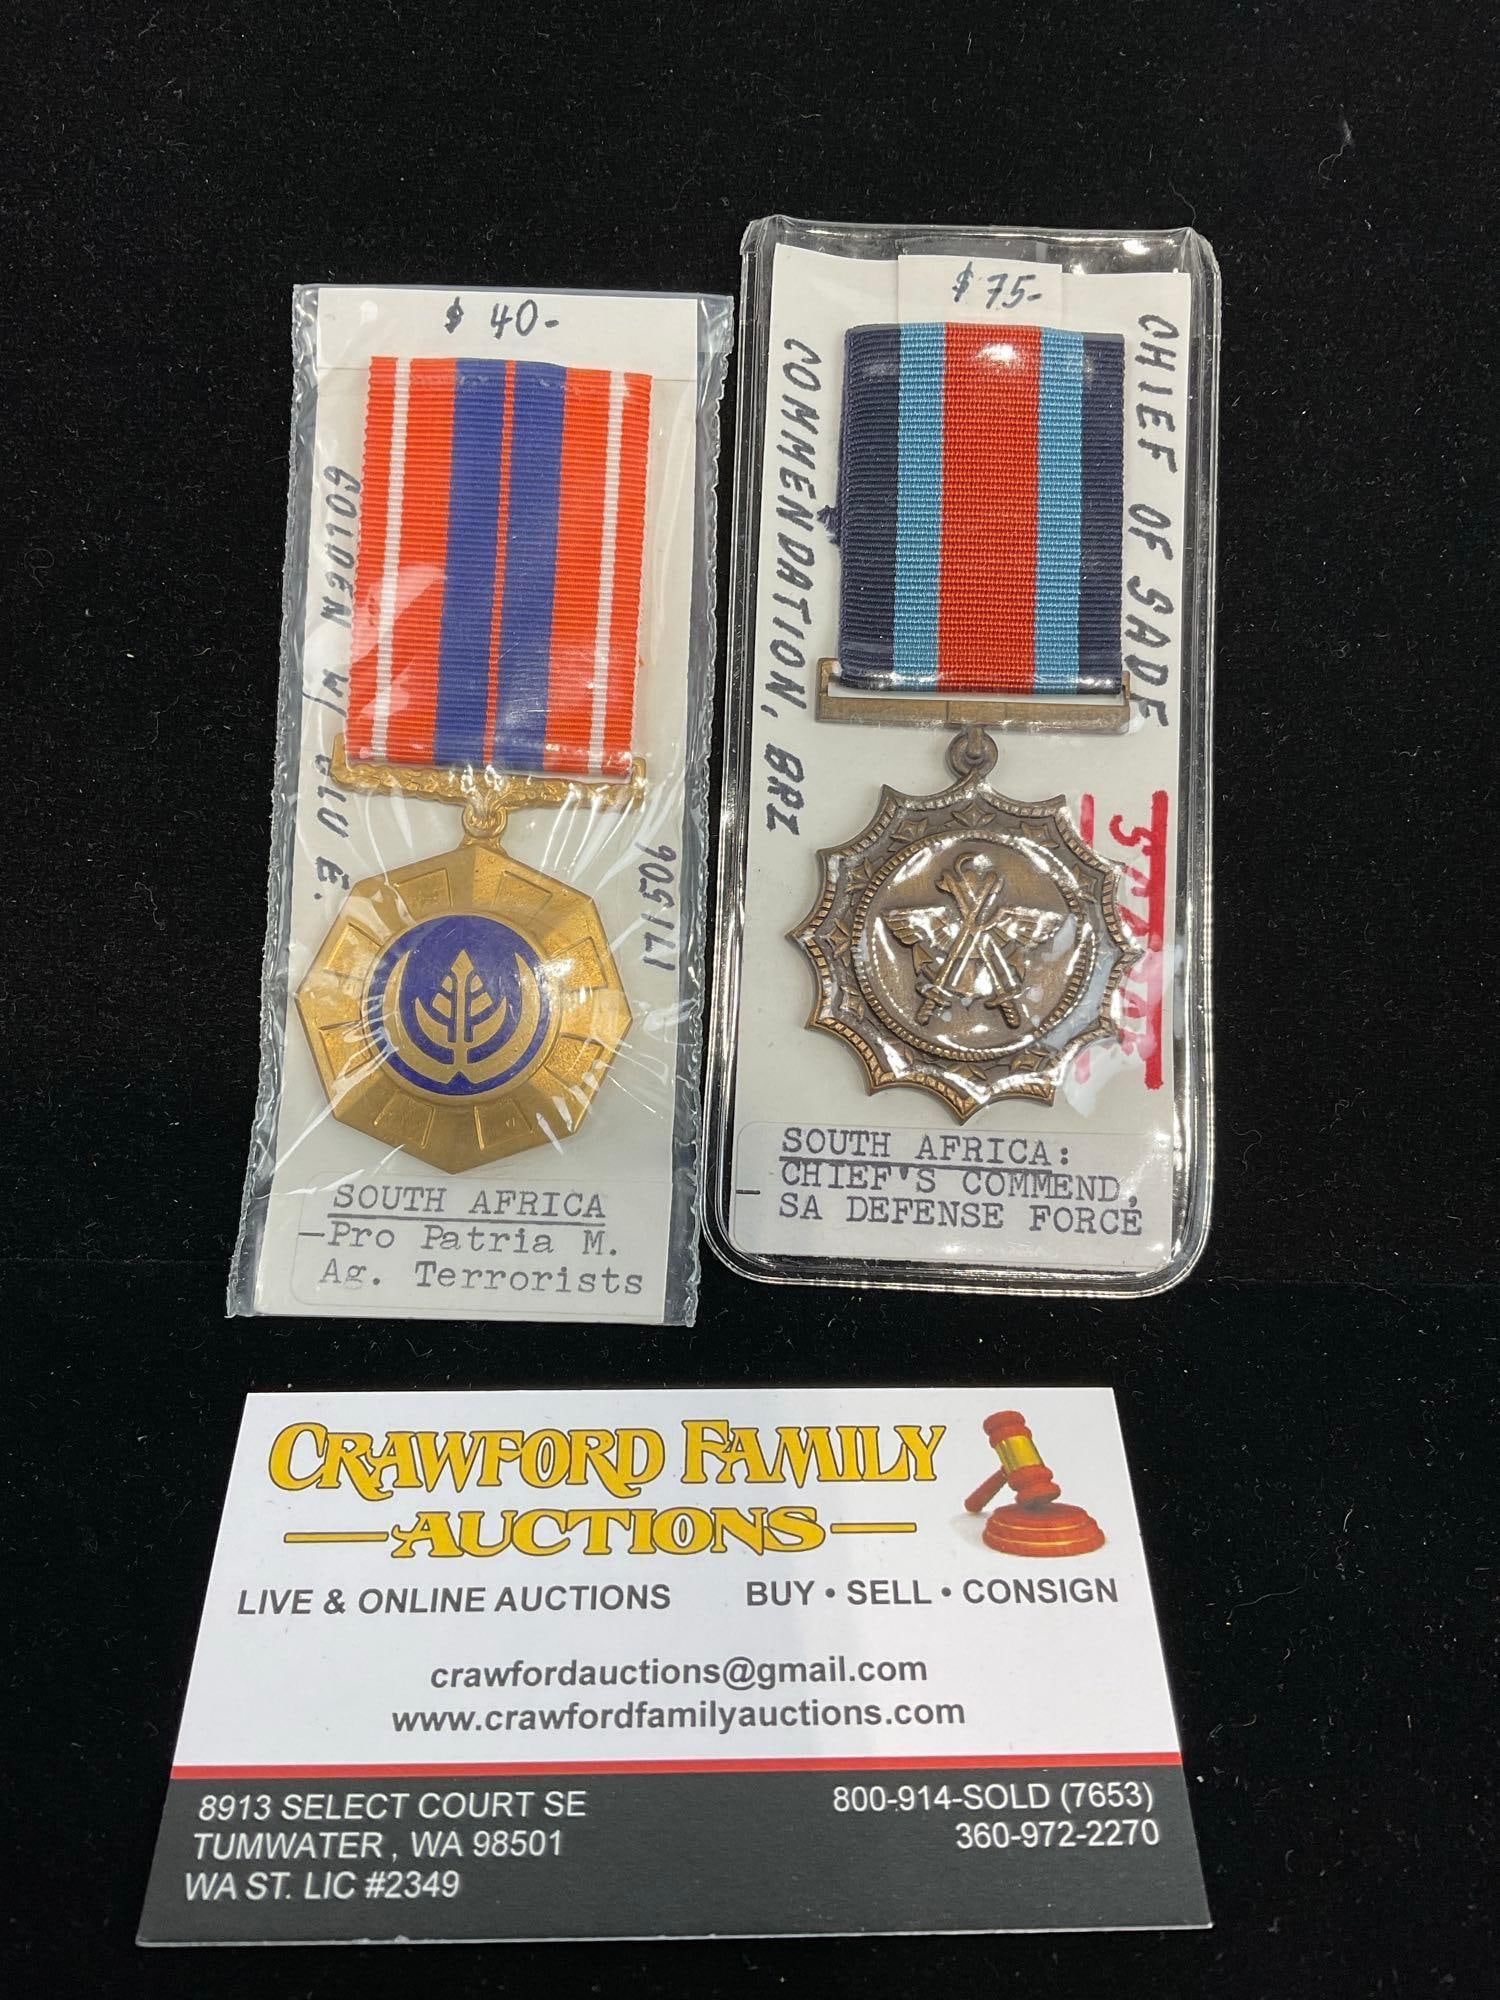 $ 40-
GOLDEN W/ BLUE.
171506
SOUTH AFRICA
-Pro Patria M.
Ag. Terrorists
$ 75-
CHIEF OF SADF
COMMENDATION, BRZ
SOUTH AFRICA:
- CHIEF'S COMMEND,
SA DEFENSE FORCE
CRAWFORD FAMILY
AUCTIONS
LIVE & ONLINE AUCTIONS BUY • SELL • CONSIGN
crawfordauctions@gmail.com
www.crawfordfamilyauctions.com
8913 SELECT COURT SE
TUMWATER, WA 98501
WA ST. LIC #2349
800-914-SOLD (7653)
360-972-2270